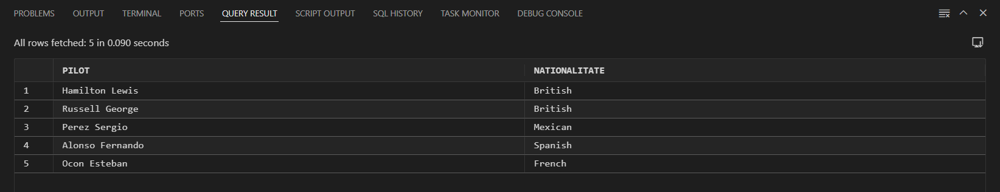 PROBLEMS OUTPUT TERMINAL PORTS QUERY RESULT SCRIPT OUTPUT SQL HISTORY TASK MONITOR DEBUG CONSOLE
All rows fetched: 5 in 0.090 seconds
PILOT NATIONALITATE
1 Hamilton Lewis British
2 Russell George British
3 Perez Sergio Mexican
4 Alonso Fernando Spanish
5 Ocon Esteban French